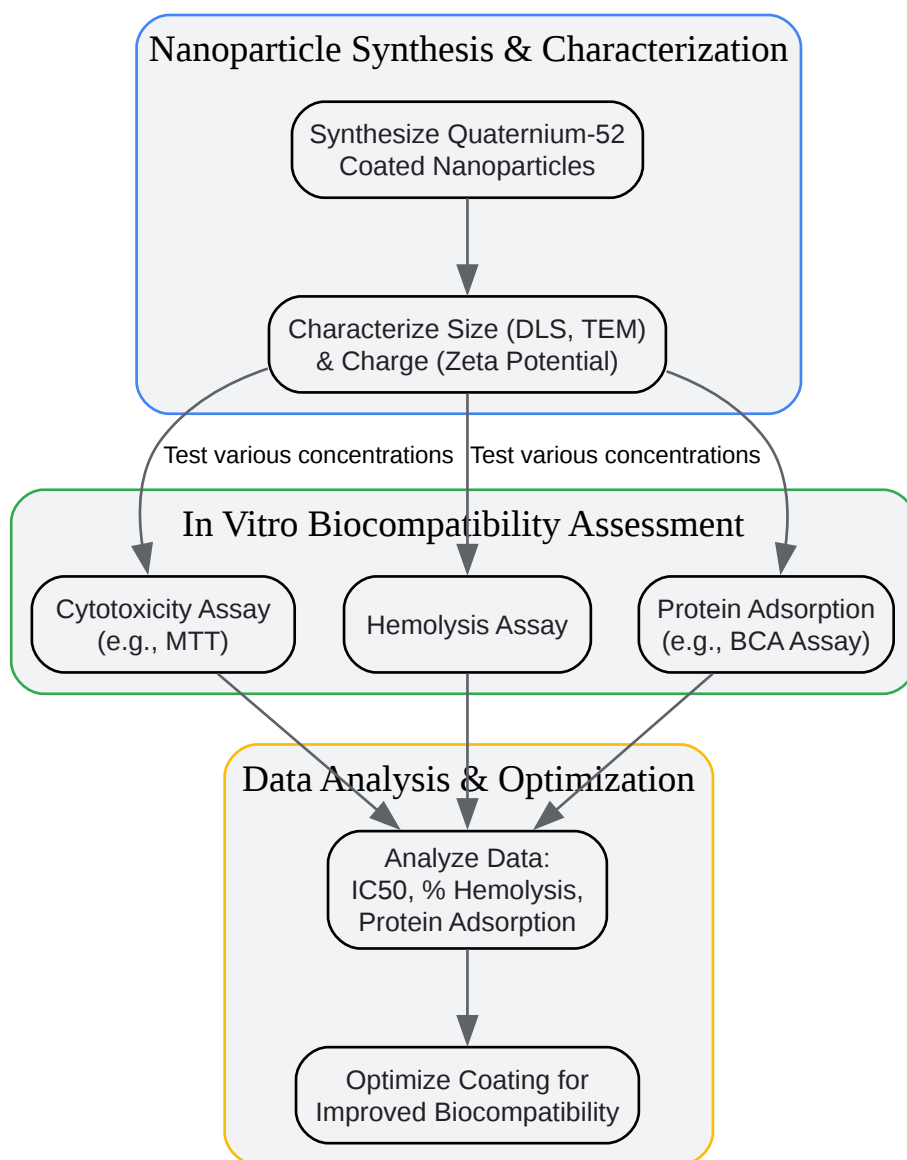 Nanoparticle Synthesis & Characterization
Synthesize Quaternium-52
Coated Nanoparticles
Characterize Size (DLS, TEM)
& Charge (Zeta Potential)
Test various concentrations
Test various concentrations
In Vitro Biocompatibility Assessment
Cytotoxicity Assay
(e.g., MTT)
Hemolysis Assay
Protein Adsorption
(e.g., BCA Assay)
Data Analysis & Optimization
Analyze Data:
IC50, % Hemolysis,
Protein Adsorption
Optimize Coating for
Improved Biocompatibility